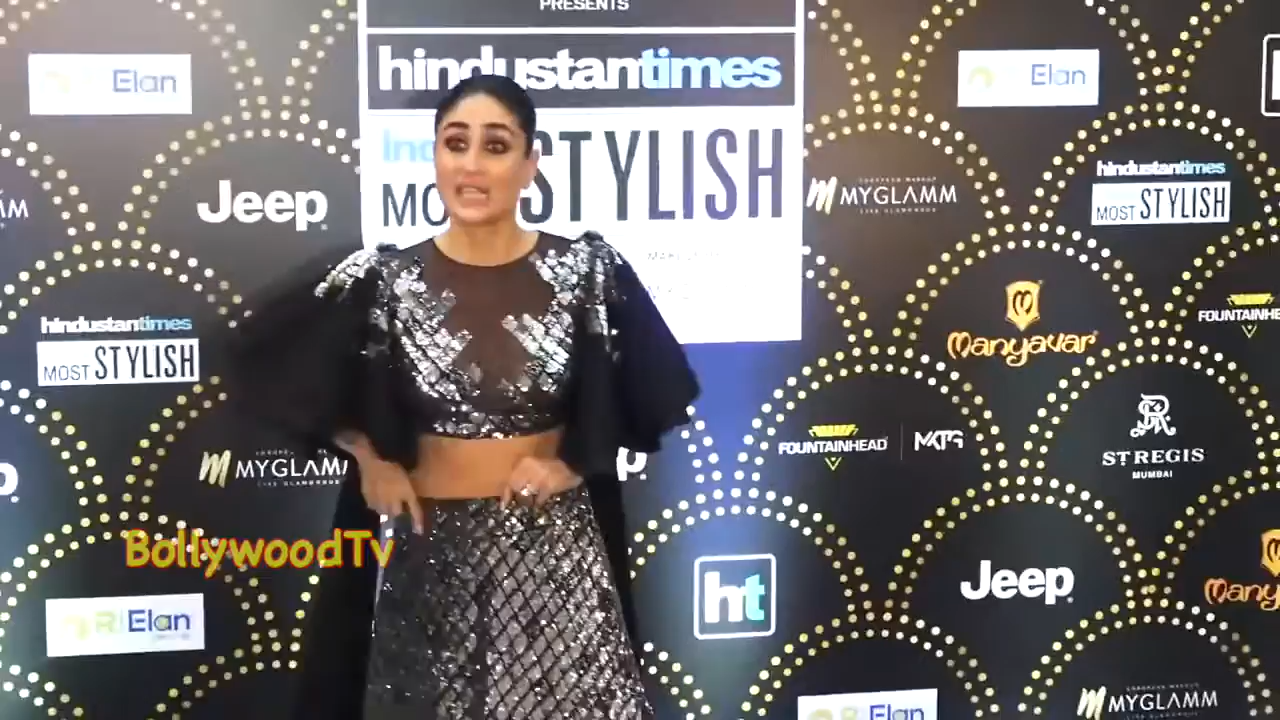 PRESENTS
hindustantimes
MOST STYLISH
R|Elan
R|Elan
Jeep
MYGLAMM
hindustantimes
MOST STYLISH
hindustantimes
MOST STYLISH
Manyavar
FOUNTAINHEAD | MKTG
ST REGIS
MUMBAI
MYGLAMM
BollywoodTv
R|Elan
ht
Jeep
MYGLAMM
R|Elan